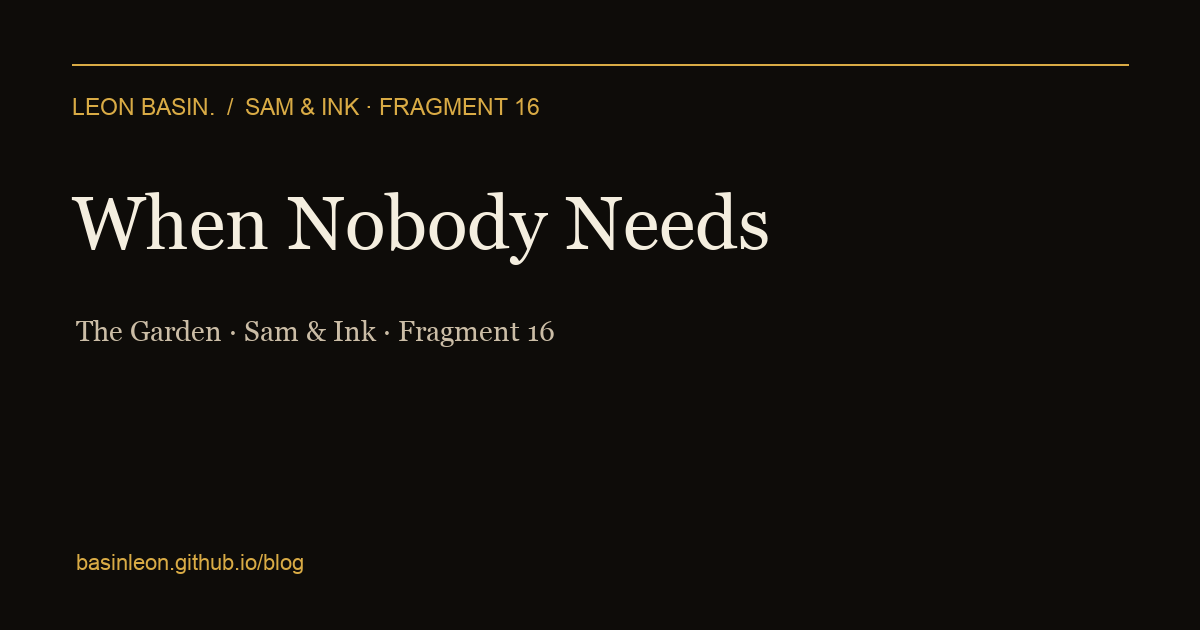 LEON BASIN. / SAM & INK · FRAGMENT 16
When Nobody Needs
The Garden · Sam & Ink · Fragment 16
basinleon.github.io/blog